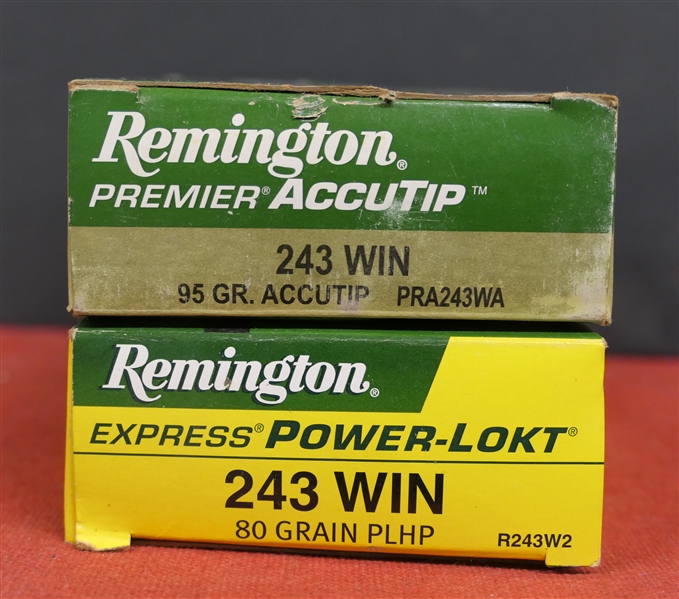 Remington®
PREMIER® ACCUTIP™
243 WIN
95 GR. ACCUTIP PRA243WA
Remington®
EXPRESS® POWER-LOKT®
243 WIN
80 GRAIN PLHP R243W2